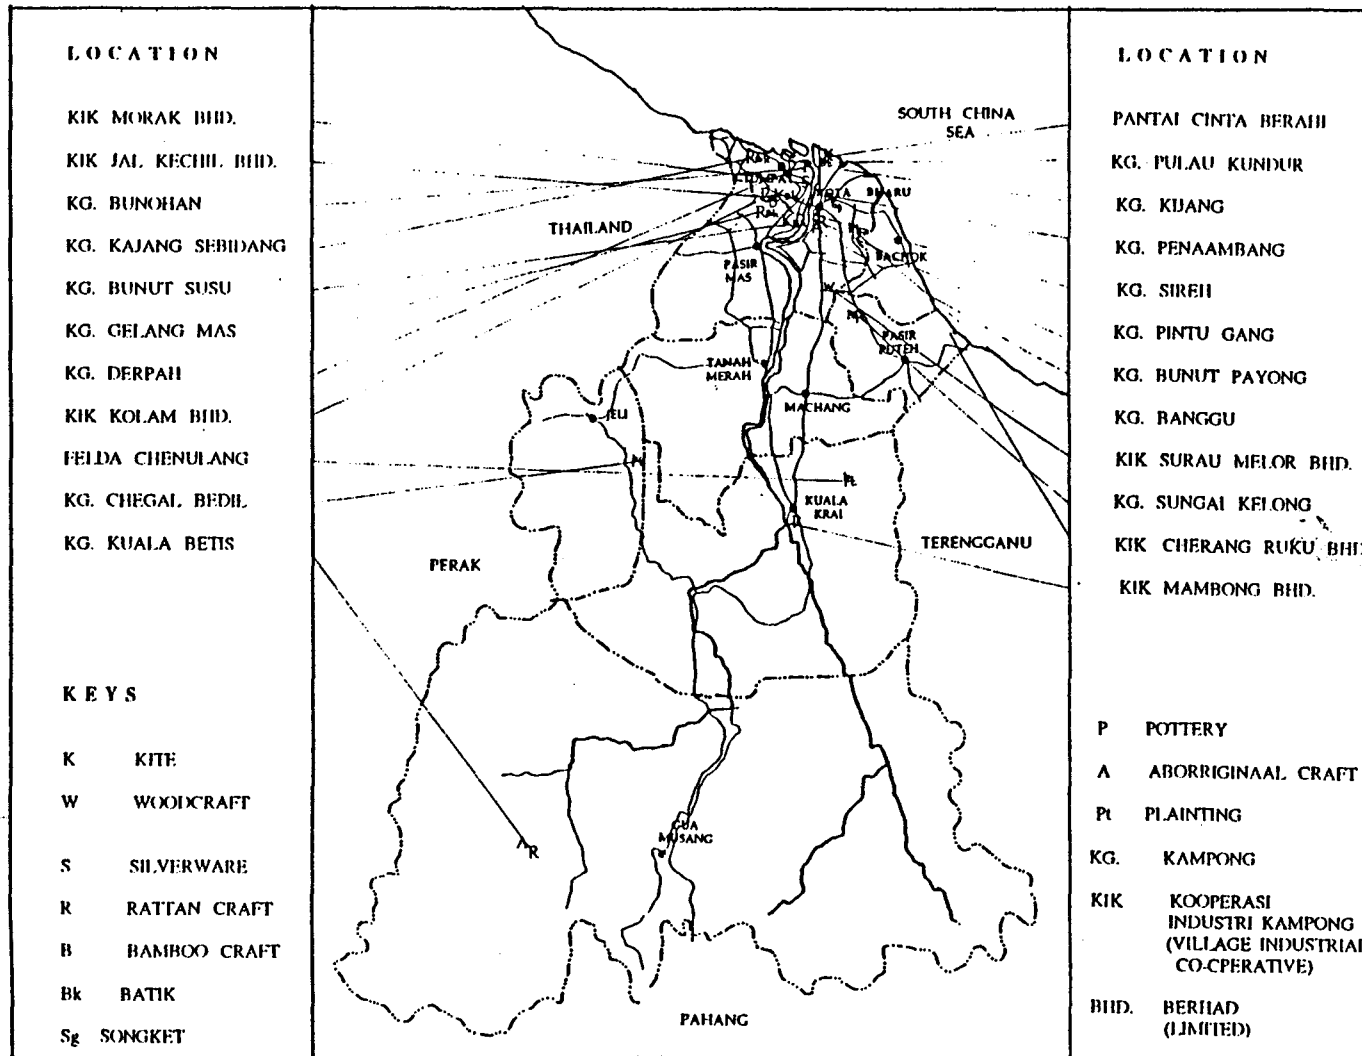 LOCATION
KIK MORAK BHD.
KIK JAL KECHIL BHD.
KG. BUNOHAN
KG. KAJANG SEBIDANG
KG. BUNUT SUSU
KG. GELANG MAS
KG. DERPAH
KIK KOLAM BHD.
FELDA CHENULANG
KG. CHEGAL BEDIL
KG. KUALA BETIS
KEYS
K KITE
W WOODCRAFT
S SILVERWARE
R RATTAN CRAFT
B BAMBOO CRAFT
Bk BATIK
Sg SONGKET
SOUTH CHINA
SEA
THAILAND
KOTA BHARU
BACHOK
PASIR
MAS
PASIR
PUTEH
TANAH
MERAH
MACHANG
JELI
Pt
KUALA
KRAI
TERENGGANU
PERAK
GUA
MUSANG
A R
PAHANG
LOCATION
PANTAI CINTA BERAHI
KG. PULAU KUNDUR
KG. KIJANG
KG. PENAAMBANG
KG. SIREH
KG. PINTU GANG
KG. BUNUT PAYONG
KG. BANGGU
KIK SURAU MELOR BHD.
KG. SUNGAI KELONG
KIK CHERANG RUKU BHD
KIK MAMBONG BHD.
P POTTERY
A ABORRIGINAAL CRAFT
Pt PLAINTING
KG. KAMPONG
KIK KOOPERASI
INDUSTRI KAMPONG
(VILLAGE INDUSTRIAL
CO-CPERATIVE)
BHD. BERHAD
(LIMITED)